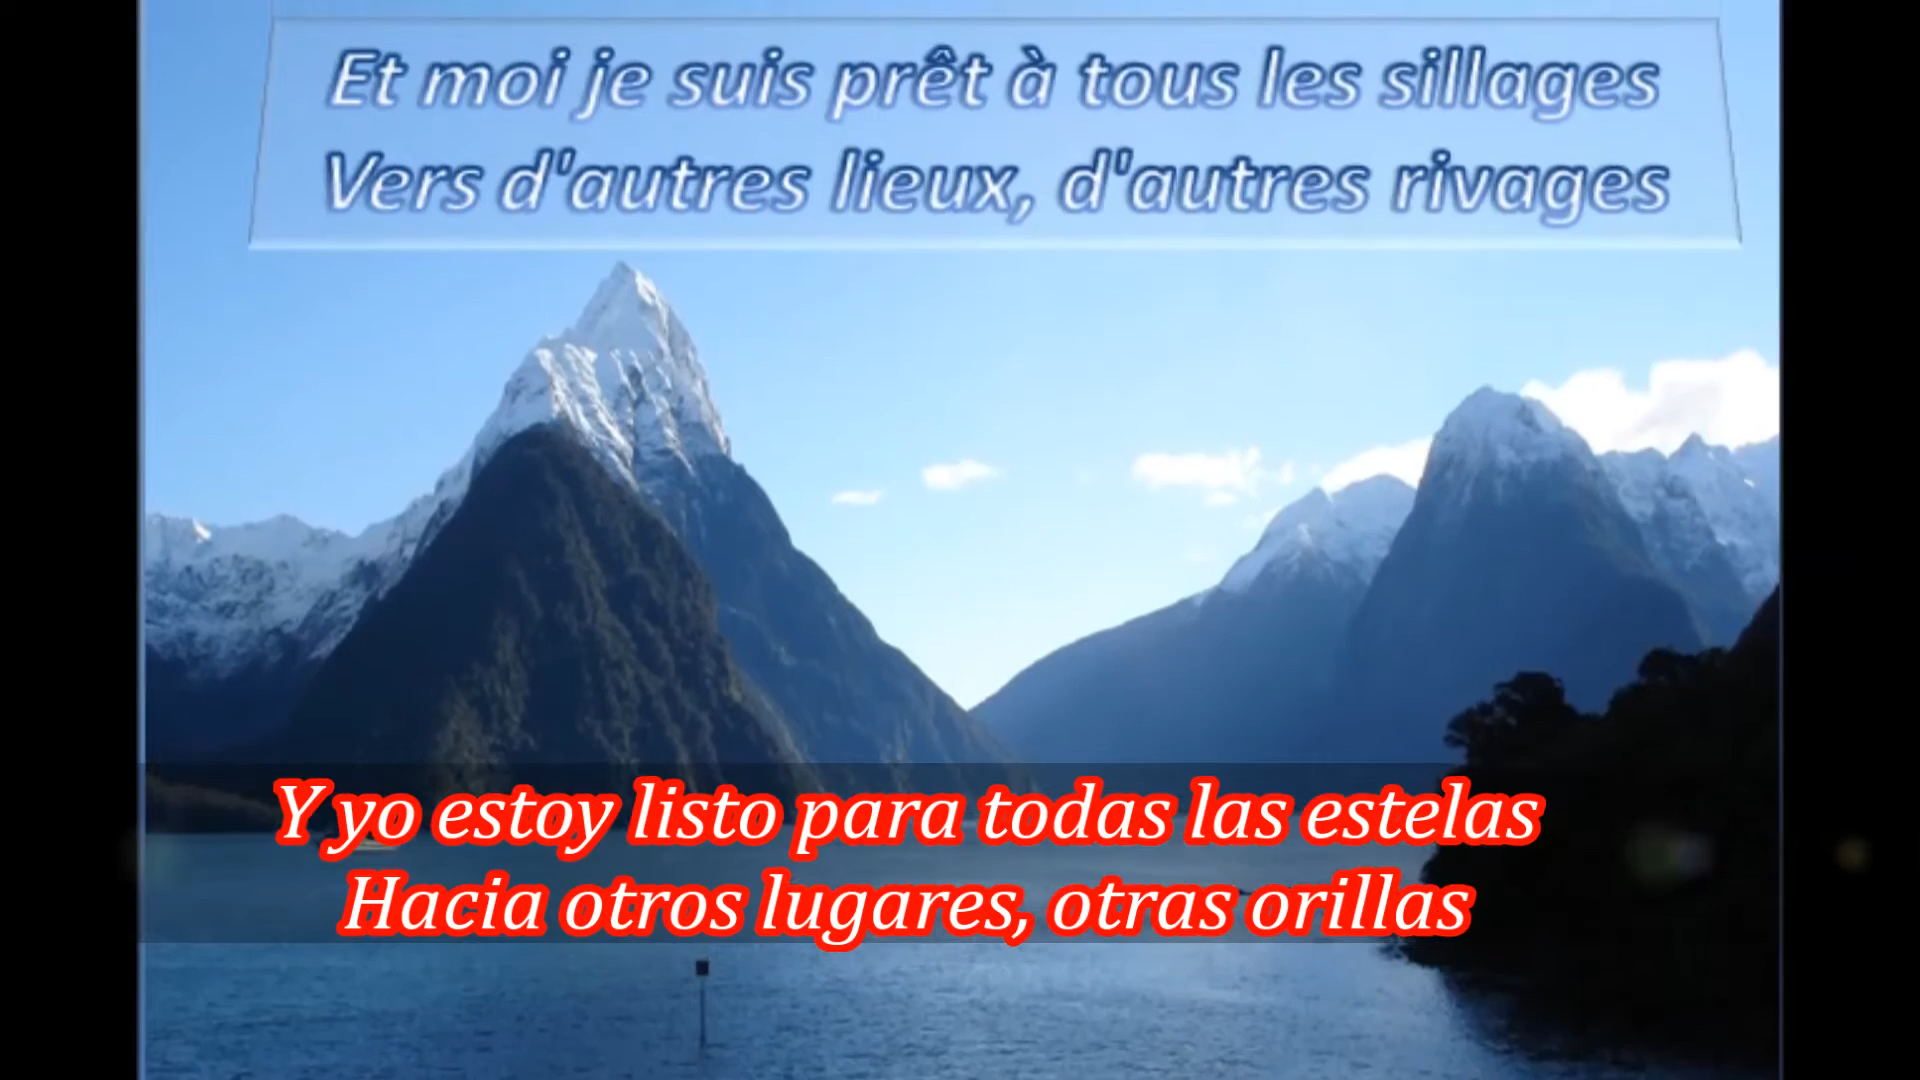 Et moi je suis prêt à tous les sillages
Vers d'autres lieux, d'autres rivages
Y yo estoy listo para todas las estelas
Hacia otros lugares, otras orillas